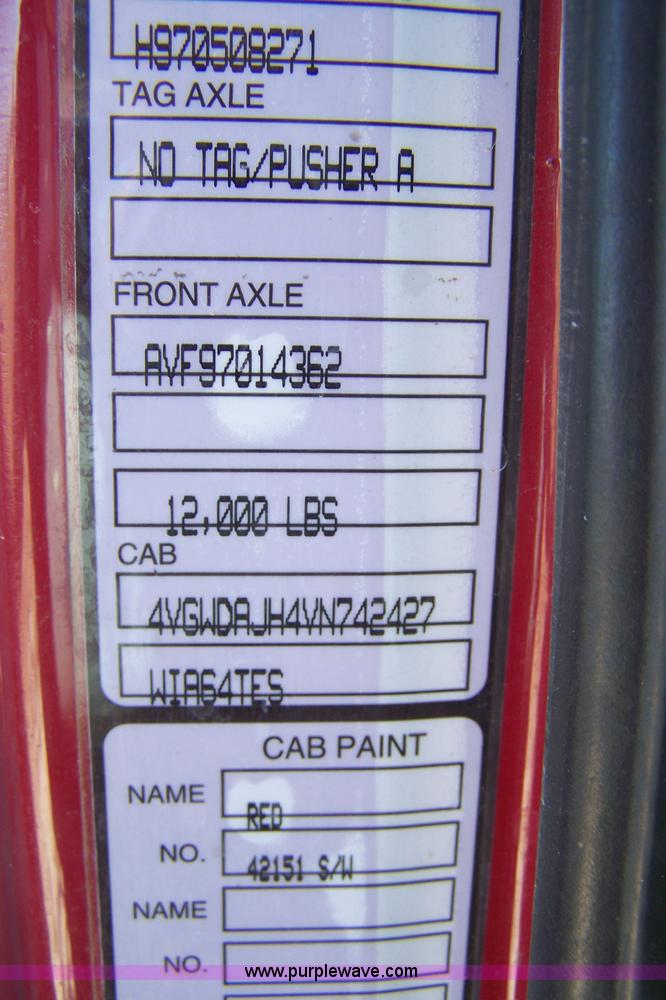 H970508271
TAG AXLE
NO TAG/PUSHER A
FRONT AXLE
AVF97014362
12,000 LBS
CAB
4VGWDAJH4VN742427
WIA64TES
CAB PAINT
NAME
RED
NO.
42151 S/W
NAME
NO.
www.purplewave.com